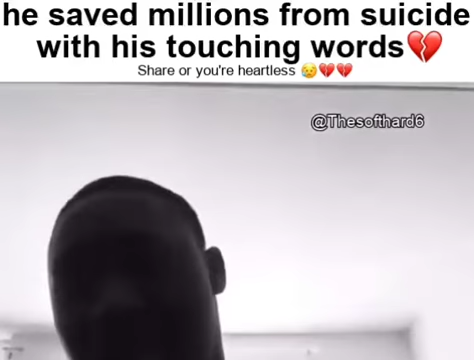 he saved millions from suicide
with his touching words💔
Share or you're heartless 😥💔💔
@Thesofthard6